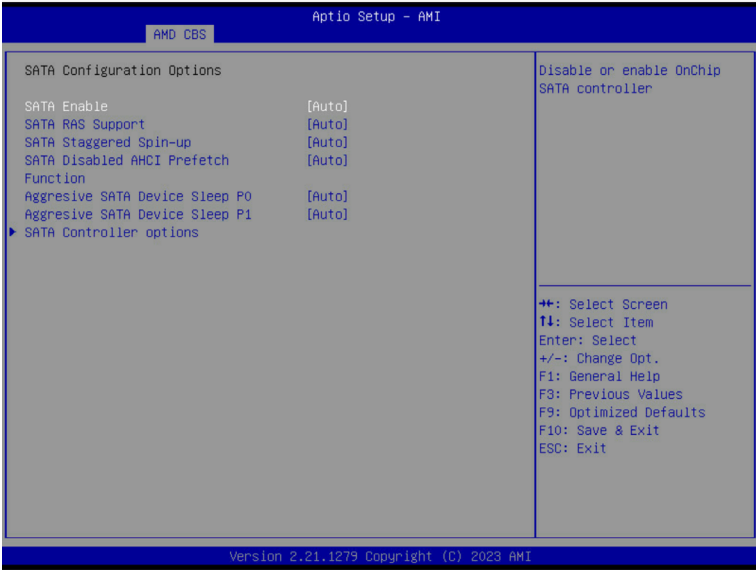 Aptio Setup - AMI
AMD CBS
SATA Configuration Options
SATA Enable [Auto]
SATA RAS Support [Auto]
SATA Staggered Spin-up [Auto]
SATA Disabled AHCI Prefetch [Auto]
Function
Aggresive SATA Device Sleep P0 [Auto]
Aggresive SATA Device Sleep P1 [Auto]
SATA Controller options
Disable or enable OnChip
SATA controller
→←: Select Screen
↑↓: Select Item
Enter: Select
+/-: Change Opt.
F1: General Help
F3: Previous Values
F9: Optimized Defaults
F10: Save & Exit
ESC: Exit
Version 2.21.1279 Copyright (C) 2023 AMI